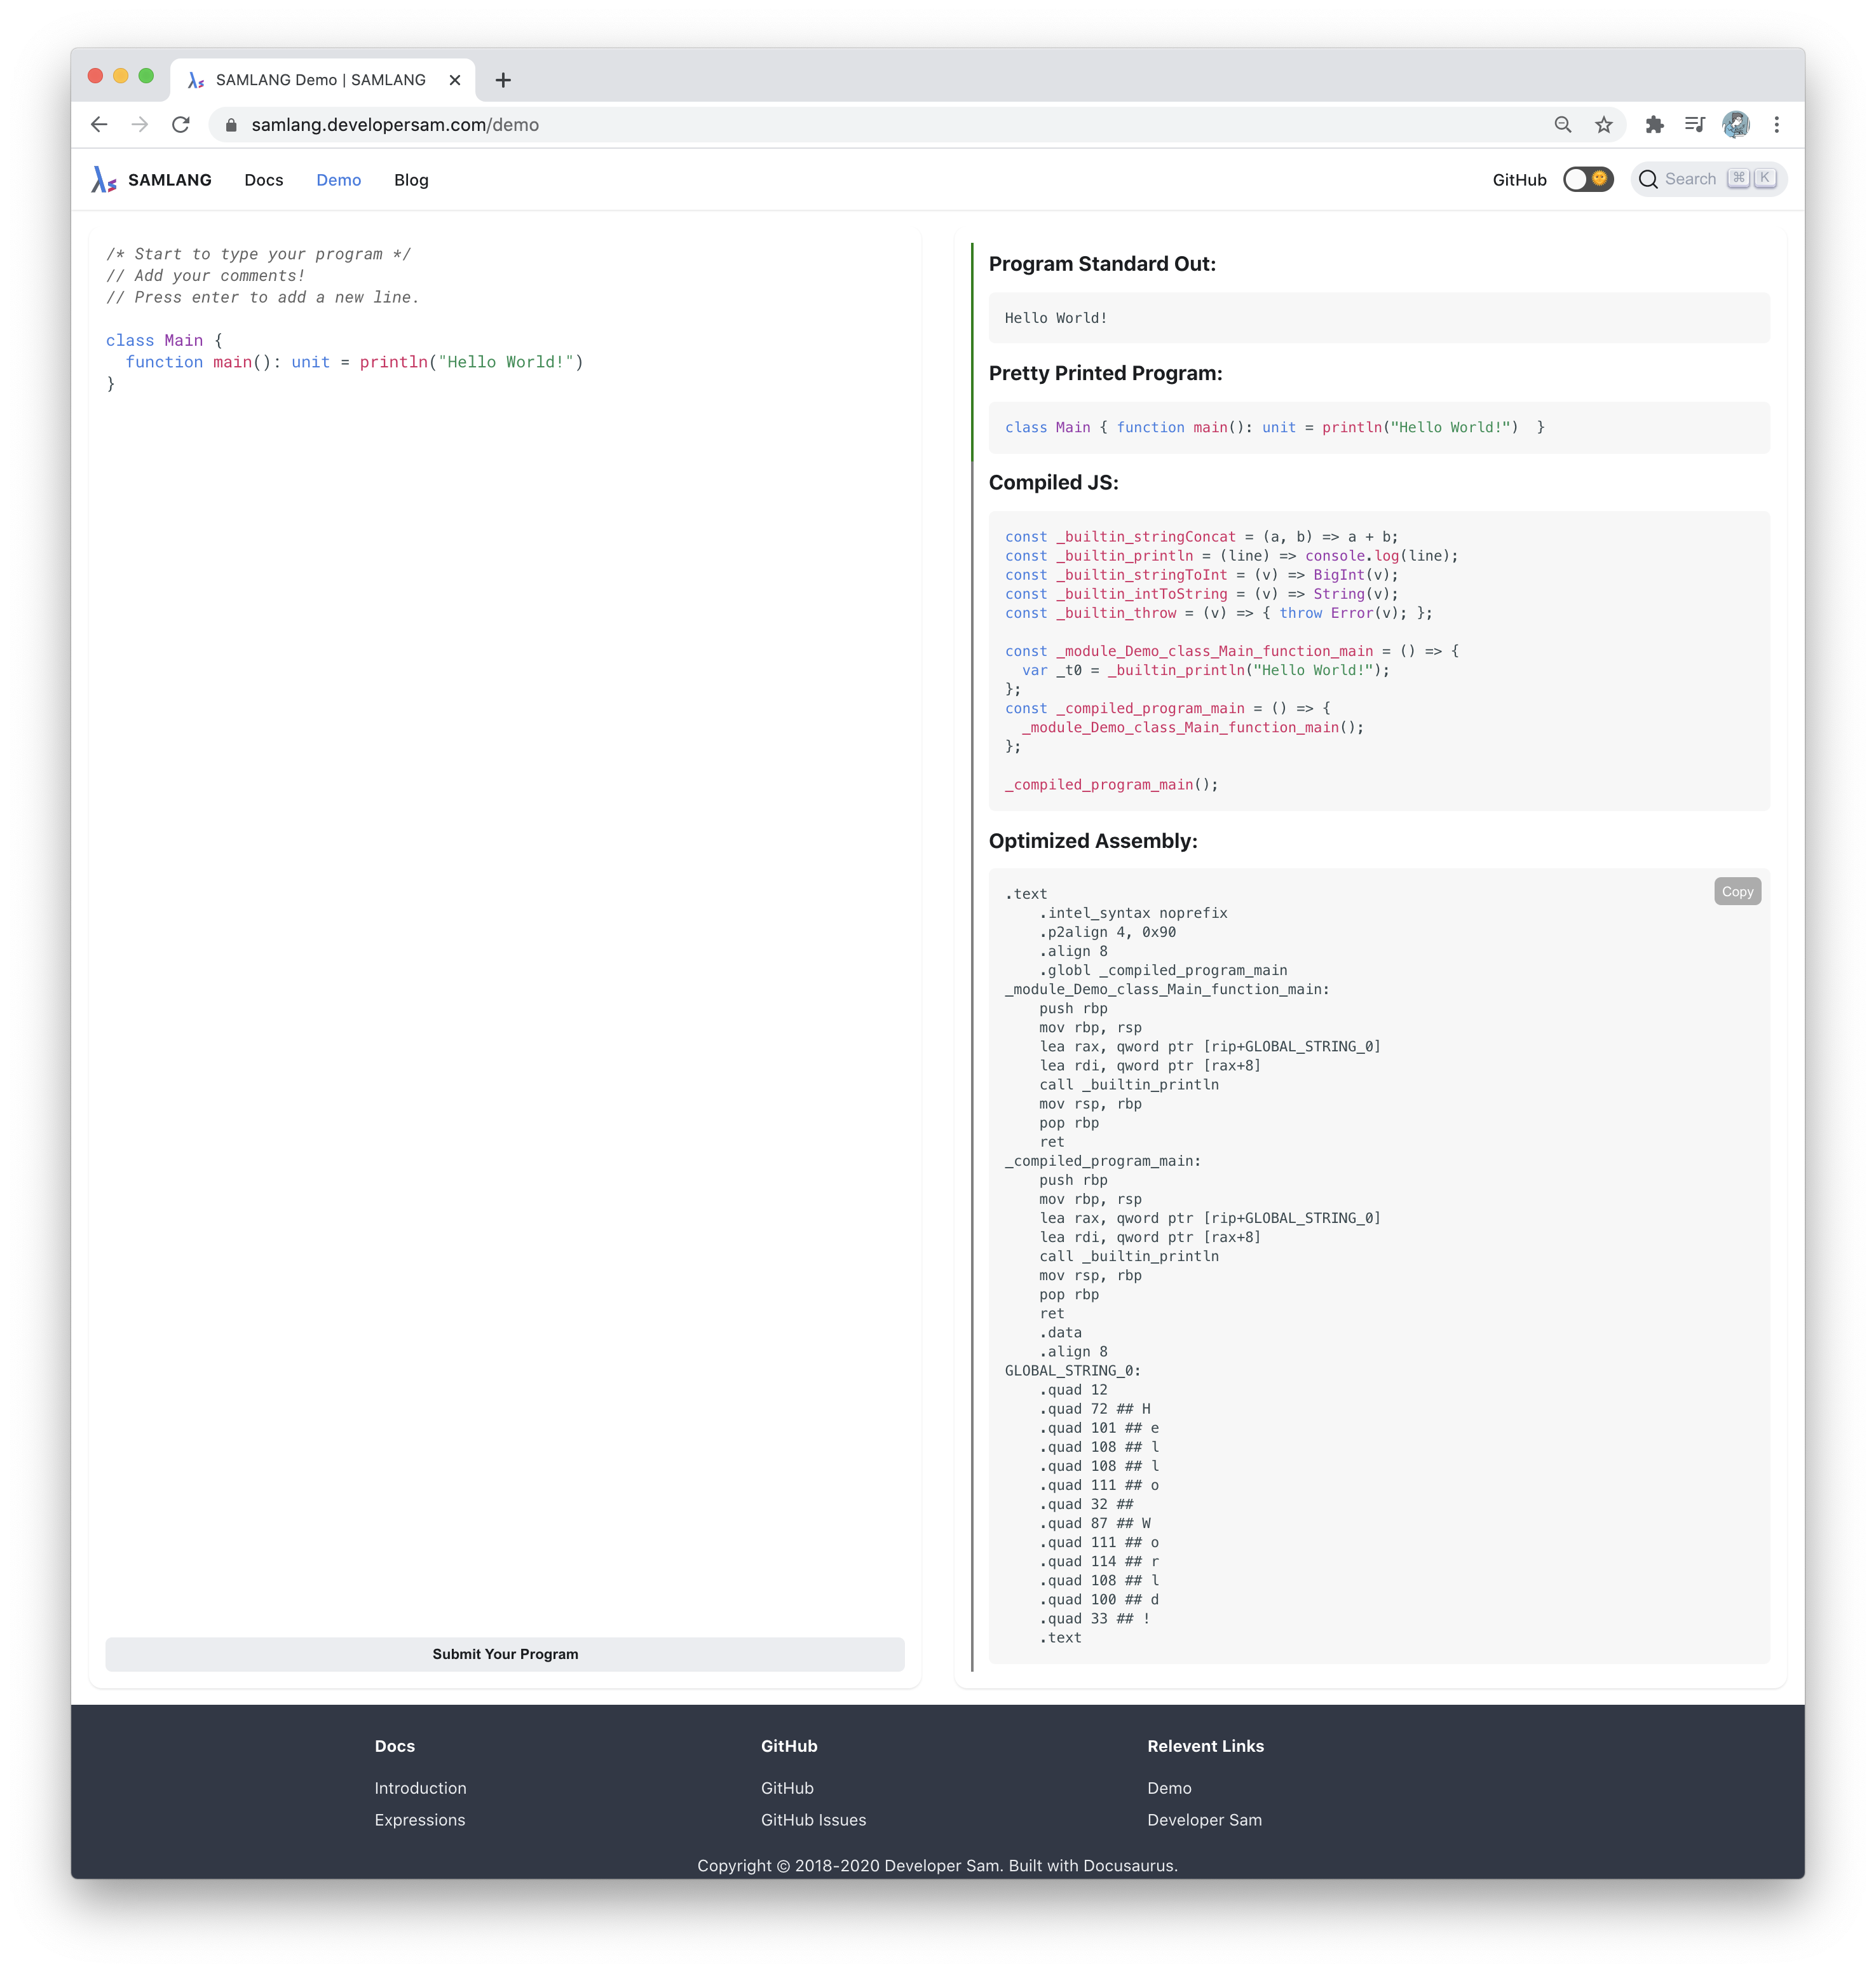 SAMLANG Demo | SAMLANG
samlang.developersam.com/demo
SAMLANG Docs Demo Blog GitHub Search ⌘ K
/* Start to type your program */
// Add your comments!
// Press enter to add a new line.
class Main {
  function main(): unit = println("Hello World!")
}
Submit Your Program
Program Standard Out:
Hello World!
Pretty Printed Program:
class Main { function main(): unit = println("Hello World!")  }
Compiled JS:
const _builtin_stringConcat = (a, b) => a + b;
const _builtin_println = (line) => console.log(line);
const _builtin_stringToInt = (v) => BigInt(v);
const _builtin_intToString = (v) => String(v);
const _builtin_throw = (v) => { throw Error(v); };
const _module_Demo_class_Main_function_main = () => {
  var _t0 = _builtin_println("Hello World!");
};
const _compiled_program_main = () => {
  _module_Demo_class_Main_function_main();
};
_compiled_program_main();
Optimized Assembly:
Copy
.text
    .intel_syntax noprefix
    .p2align 4, 0x90
    .align 8
    .globl _compiled_program_main
_module_Demo_class_Main_function_main:
    push rbp
    mov rbp, rsp
    lea rax, qword ptr [rip+GLOBAL_STRING_0]
    lea rdi, qword ptr [rax+8]
    call _builtin_println
    mov rsp, rbp
    pop rbp
    ret
_compiled_program_main:
    push rbp
    mov rbp, rsp
    lea rax, qword ptr [rip+GLOBAL_STRING_0]
    lea rdi, qword ptr [rax+8]
    call _builtin_println
    mov rsp, rbp
    pop rbp
    ret
    .data
    .align 8
GLOBAL_STRING_0:
    .quad 12
    .quad 72 ## H
    .quad 101 ## e
    .quad 108 ## l
    .quad 108 ## l
    .quad 111 ## o
    .quad 32 ##
    .quad 87 ## W
    .quad 111 ## o
    .quad 114 ## r
    .quad 108 ## l
    .quad 100 ## d
    .quad 33 ## !
    .text
Docs
Introduction
Expressions
GitHub
GitHub
GitHub Issues
Relevent Links
Demo
Developer Sam
Copyright © 2018-2020 Developer Sam. Built with Docusaurus.